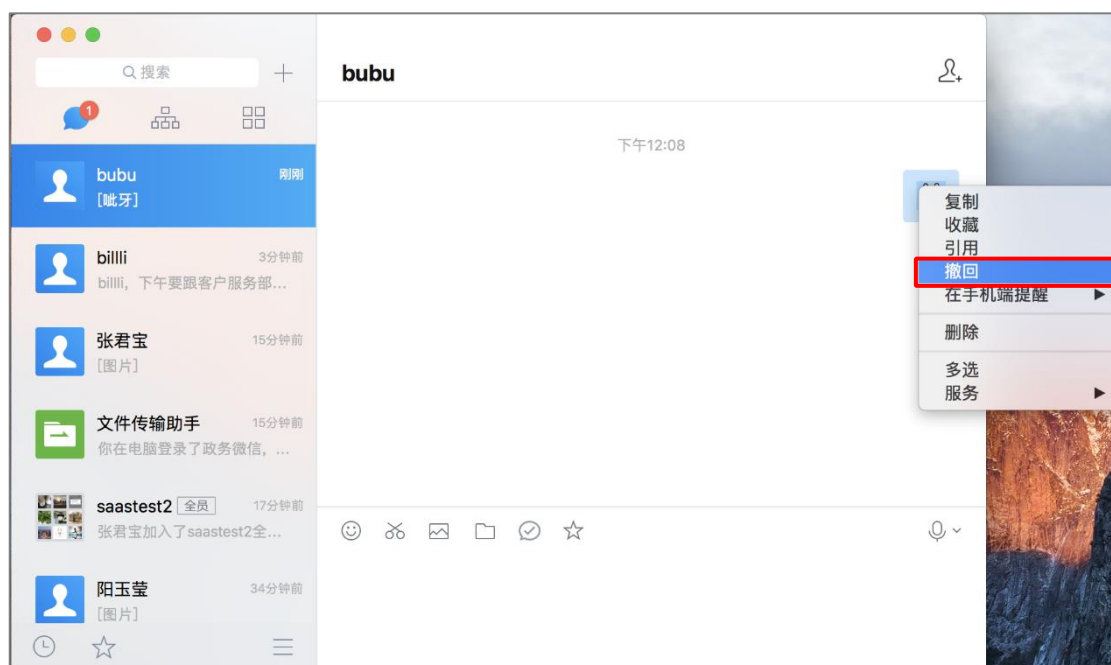 搜索
1
bubu
刚刚
[呲牙]
billli
3分钟前
billli，下午要跟客户服务部...
张君宝
15分钟前
[图片]
文件传输助手
15分钟前
你在电脑登录了政务微信，...
saastest2 全员
17分钟前
张君宝加入了saastest2全...
阳玉莹
34分钟前
[图片]
bubu
下午12:08
复制
收藏
引用
撤回
在手机端提醒
删除
多选
服务